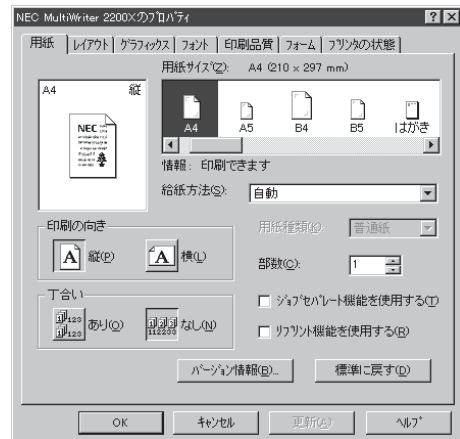 NEC MultiWriter 2200Xのプロパティ
用紙 レイアウト グラフィックス フォント 印刷品質 フォーム プリンタの状態
用紙サイズ(Z): A4 (210 x 297 mm)
A4 縦
NEC
A4 A5 B4 B5 はがき
情報: 印刷できます
給紙方法(S): 自動
印刷の向き
縦(P) 横(L)
用紙種類(K): 普通紙
部数(C): 1
丁合い
あり(O) なし(N)
ジョブセパレート機能を使用する(T)
リプリント機能を使用する(R)
バージョン情報(B)... 標準に戻す(D)
OK キャンセル 更新(A) ヘルプ